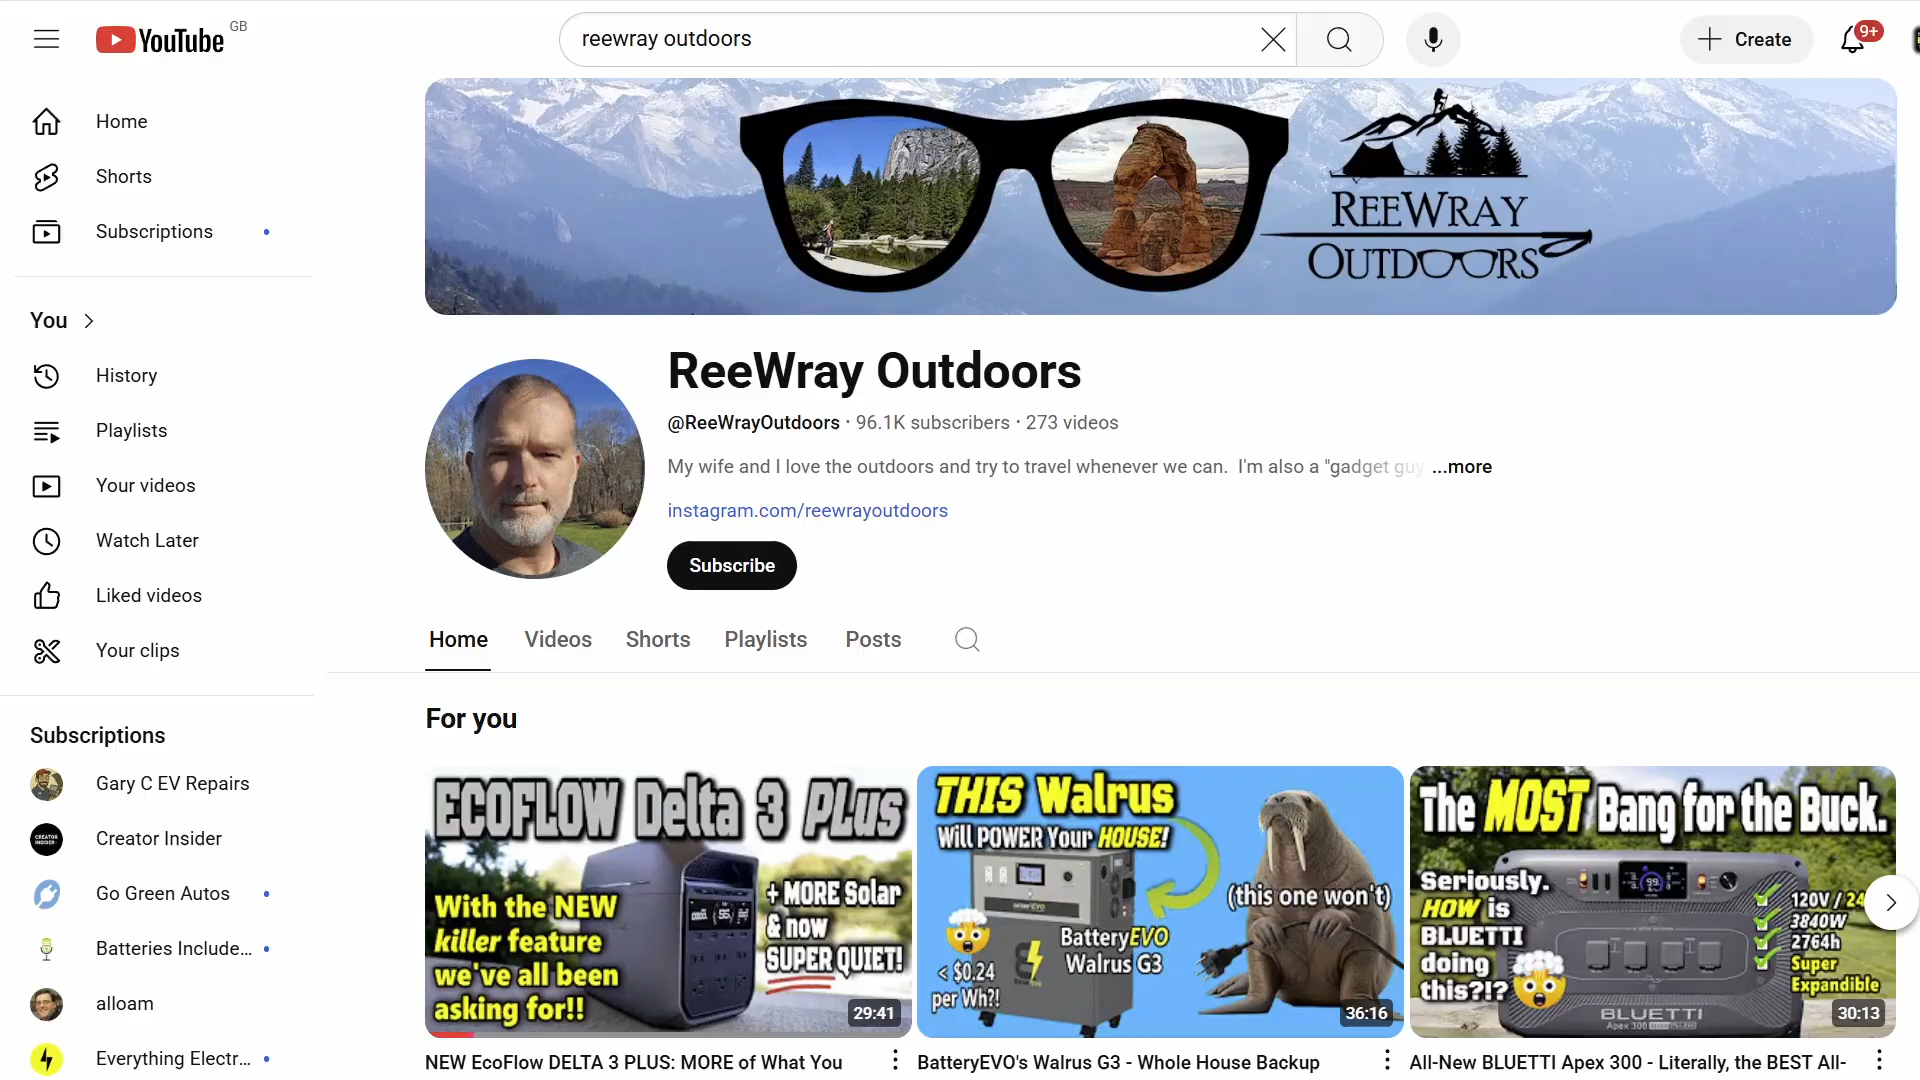 YouTube GB
reewray outdoors
Create
9+
Home
Shorts
Subscriptions
You
History
Playlists
Your videos
Watch Later
Liked videos
Your clips
Subscriptions
Gary C EV Repairs
Creator Insider
Go Green Autos
Batteries Include...
alloam
Everything Electr...
REEWRAY
OUTDOORS
ReeWray Outdoors
@ReeWrayOutdoors · 96.1K subscribers · 273 videos
My wife and I love the outdoors and try to travel whenever we can. I'm also a "gadget guy ...more
instagram.com/reewrayoutdoors
Subscribe
Home Videos Shorts Playlists Posts
For you
ECOFLOW Delta 3 PLUS
With the NEW
killer feature
we've all been
asking for!!
+ MORE Solar
& now
SUPER QUIET!
29:41
NEW EcoFlow DELTA 3 PLUS: MORE of What You
THIS Walrus
Will POWER Your HOUSE!
(this one won't)
BatteryEVO
Walrus G3
< $0.24
per Wh?!
36:16
BatteryEVO's Walrus G3 - Whole House Backup
The MOST Bang for the Buck.
Seriously.
HOW is
BLUETTI
doing
this?!?
99
120V / 24
3840W
2764h
Super
Expandible
BLUETTI
Apex 300
30:13
All-New BLUETTI Apex 300 - Literally, the BEST All-